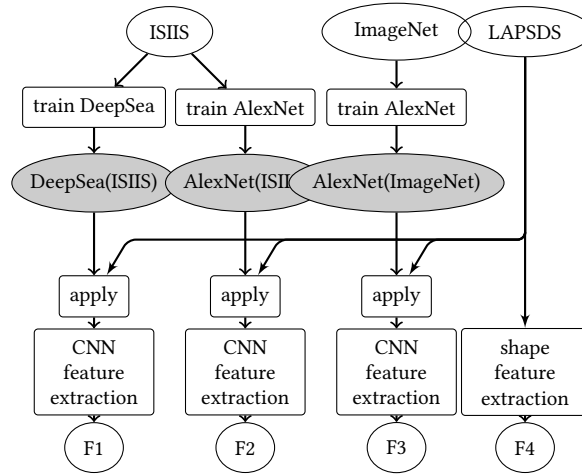 ISIIS
ImageNet
LAPSDS
train DeepSea
train AlexNet
train AlexNet
DeepSea(ISIIS)
AlexNet(ISII
AlexNet(ImageNet)
apply
apply
apply
CNN
feature
extraction
CNN
feature
extraction
CNN
feature
extraction
shape
feature
extraction
F1
F2
F3
F4